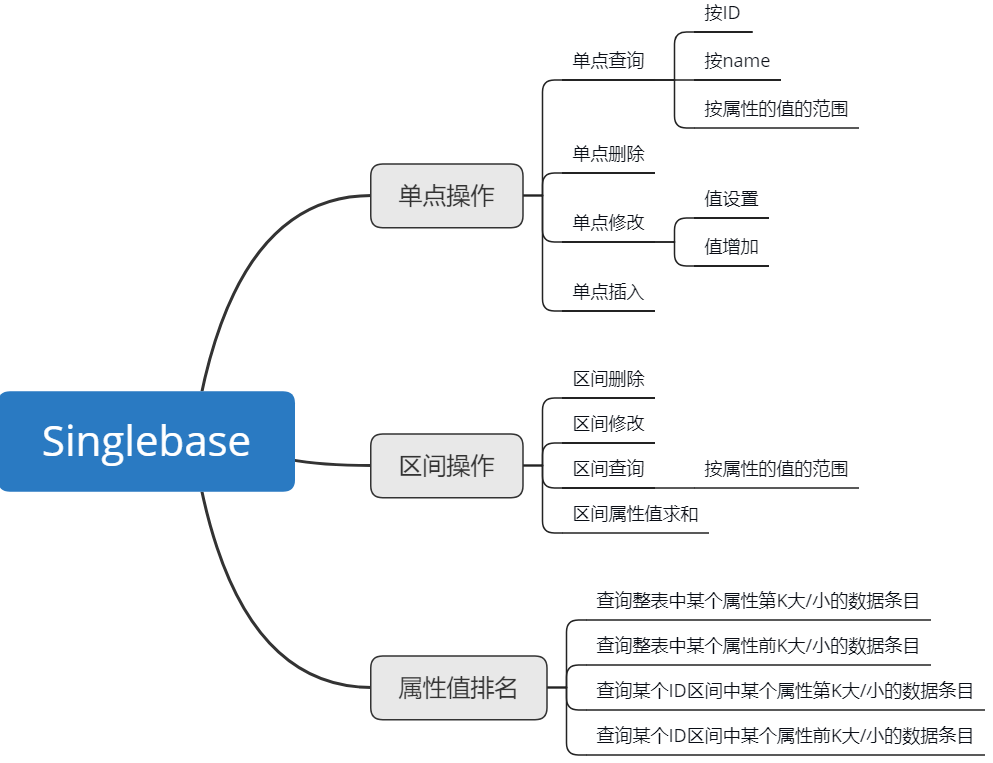 Singlebase
单点操作
单点查询
按ID
按name
按属性的值的范围
单点删除
单点修改
值设置
值增加
单点插入
区间操作
区间删除
区间修改
区间查询
按属性的值的范围
区间属性值求和
属性值排名
查询整表中某个属性第K大/小的数据条目
查询整表中某个属性前K大/小的数据条目
查询某个ID区间中某个属性第K大/小的数据条目
查询某个ID区间中某个属性前K大/小的数据条目